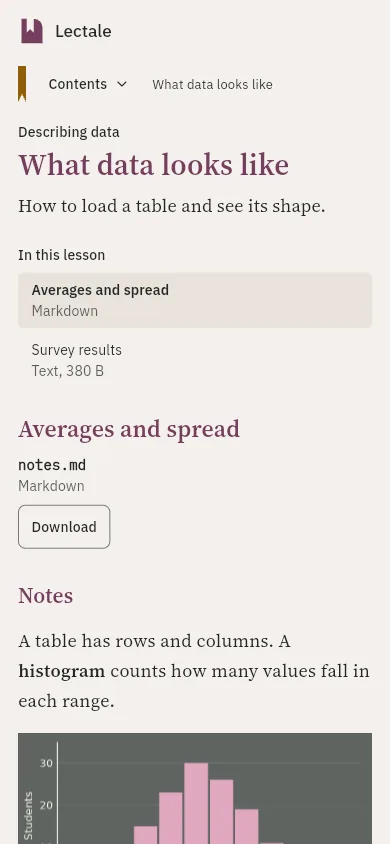 Lectale
Contents What data looks like
Describing data
What data looks like
How to load a table and see its shape.
In this lesson
Averages and spread
Markdown
Survey results
Text, 380 B
Averages and spread
notes.md
Markdown
Download
Notes
A table has rows and columns. A
histogram counts how many values fall in
each range.
30
20
Students